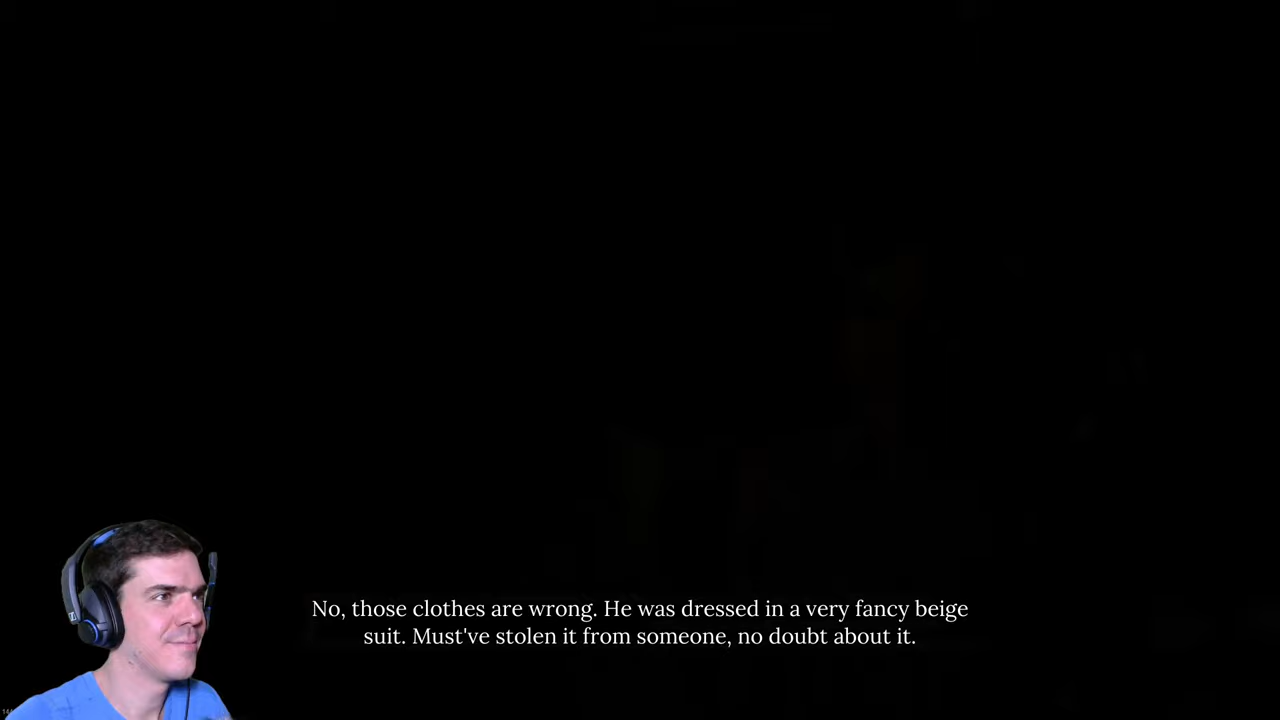 No, those clothes are wrong. He was dressed in a very fancy beige
suit. Must've stolen it from someone, no doubt about it.